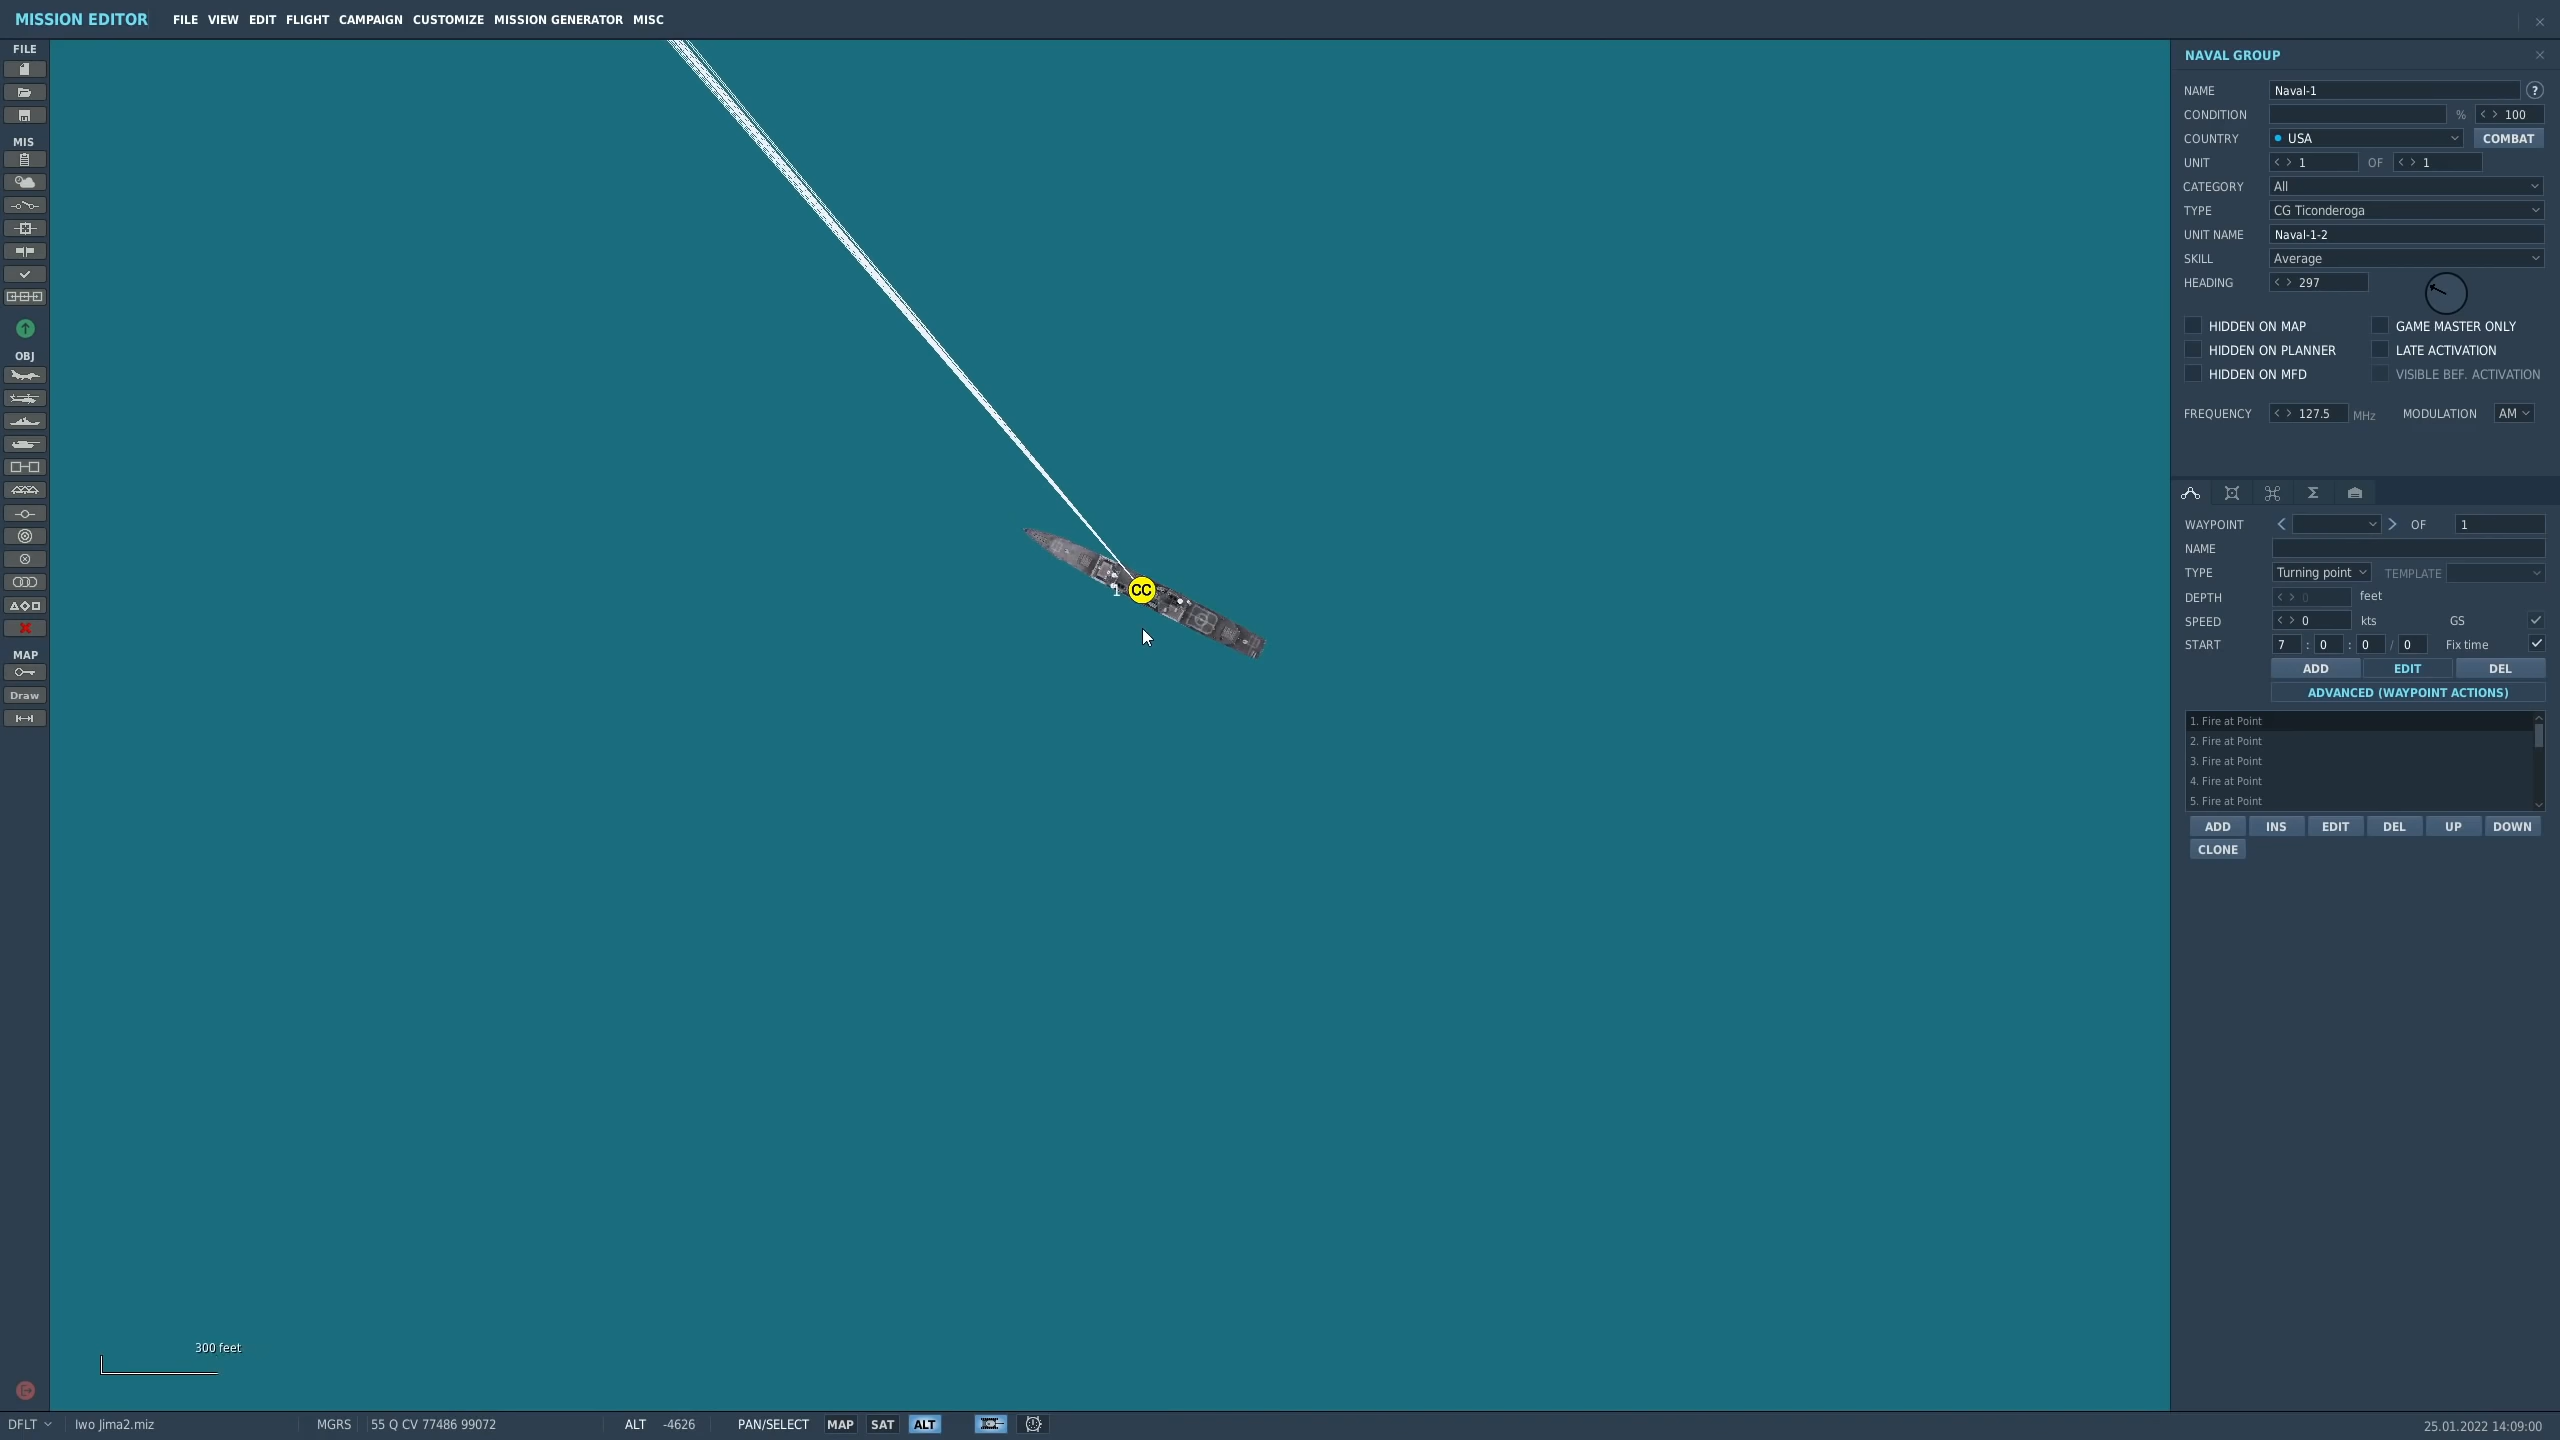 MISSION EDITOR FILE VIEW EDIT FLIGHT CAMPAIGN CUSTOMIZE MISSION GENERATOR MISC
FILE
MIS
OBJ
MAP
Draw
1 CC
300 feet
NAVAL GROUP
NAME Naval-1 ?
CONDITION % < > 100
COUNTRY USA COMBAT
UNIT < > 1 OF < > 1
CATEGORY All
TYPE CG Ticonderoga
UNIT NAME Naval-1-2
SKILL Average
HEADING < > 297
HIDDEN ON MAP GAME MASTER ONLY
HIDDEN ON PLANNER LATE ACTIVATION
HIDDEN ON MFD VISIBLE BEF. ACTIVATION
FREQUENCY < > 127.5 MHz MODULATION AM
WAYPOINT < > OF 1
NAME
TYPE Turning point TEMPLATE
DEPTH < > 0 feet
SPEED < > 0 kts GS
START 7 : 0 : 0 / 0 Fix time
ADD EDIT DEL
ADVANCED (WAYPOINT ACTIONS)
1. Fire at Point
2. Fire at Point
3. Fire at Point
4. Fire at Point
5. Fire at Point
ADD INS EDIT DEL UP DOWN
CLONE
DFLT Iwo Jima2.miz MGRS 55 Q CV 77486 99072 ALT -4626 PAN/SELECT MAP SAT ALT 25.01.2022 14:09:00